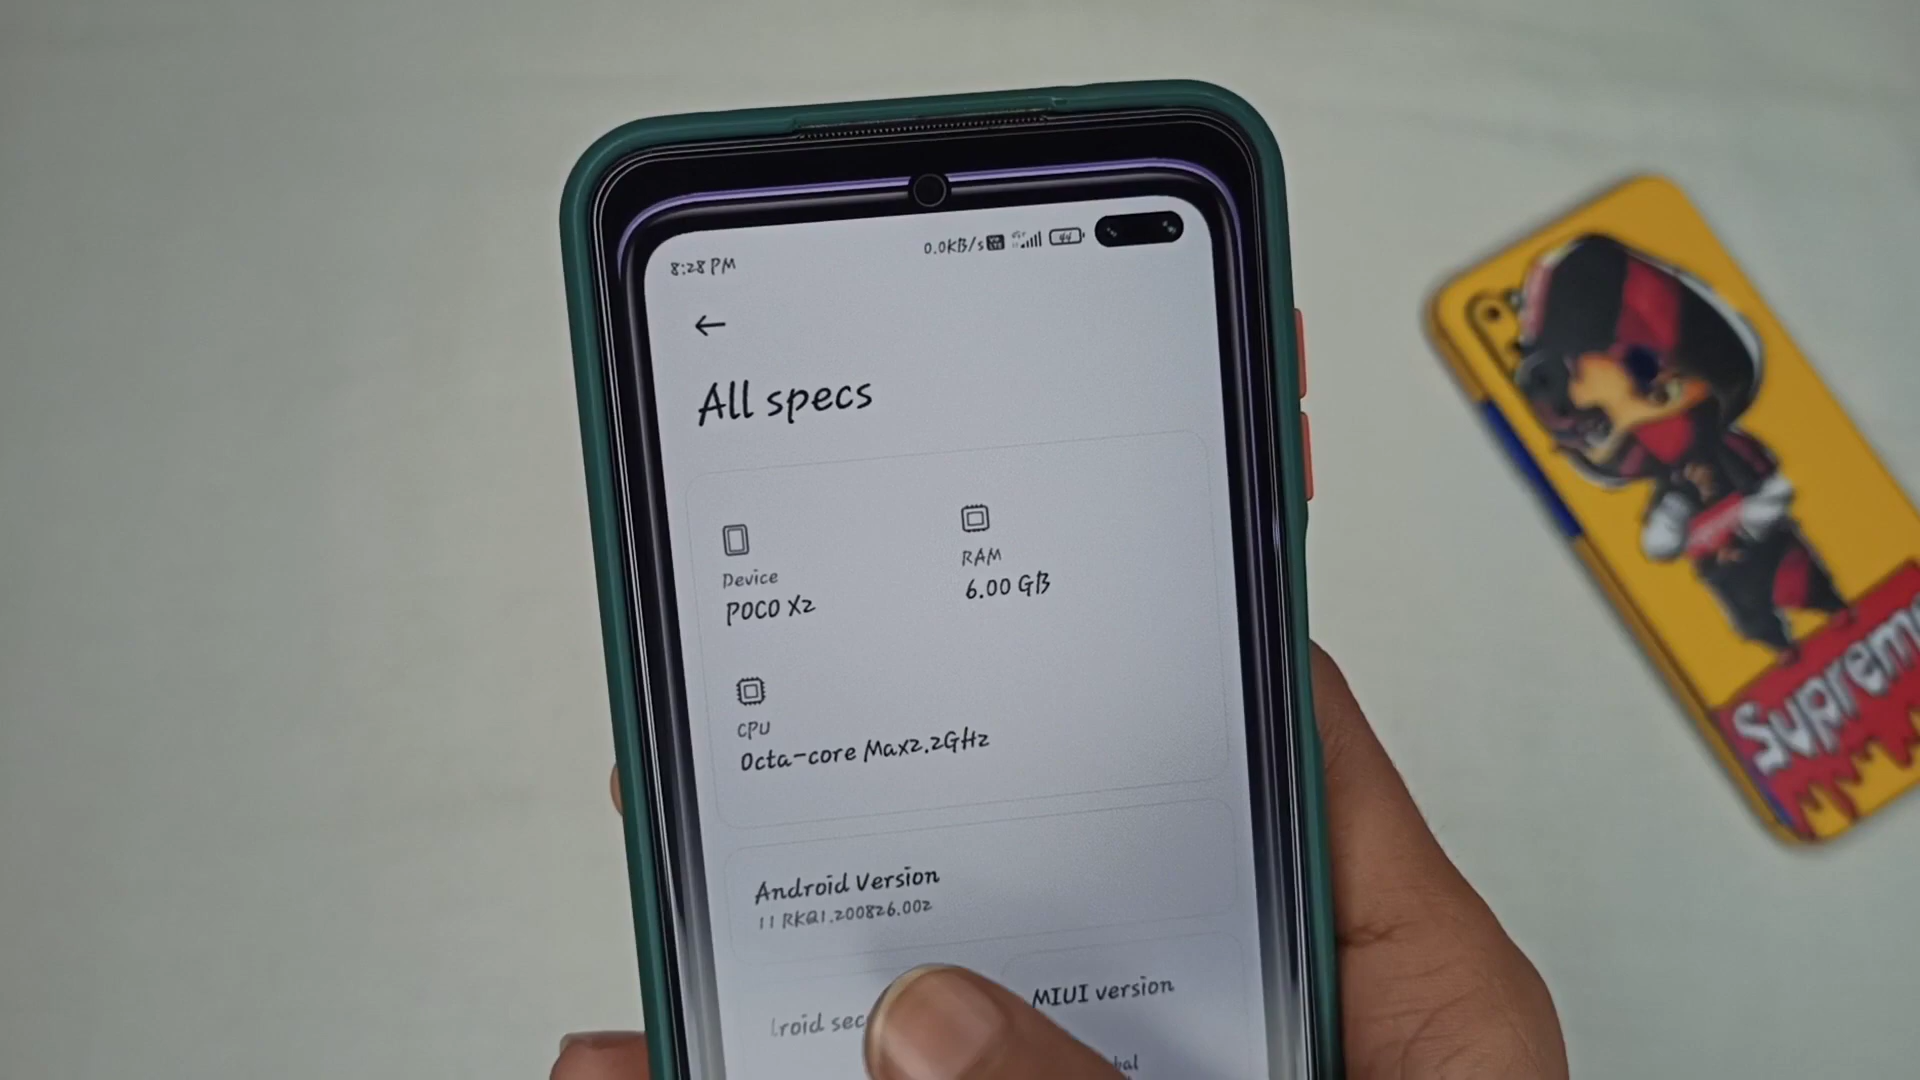 8:28 PM
0.0KB/s
44
All specs
Device
POCO X2
RAM
6.00 GB
CPU
Octa-core Max2.2GHz
Android Version
11 RKQ1.200826.002
MIUI version
Supreme